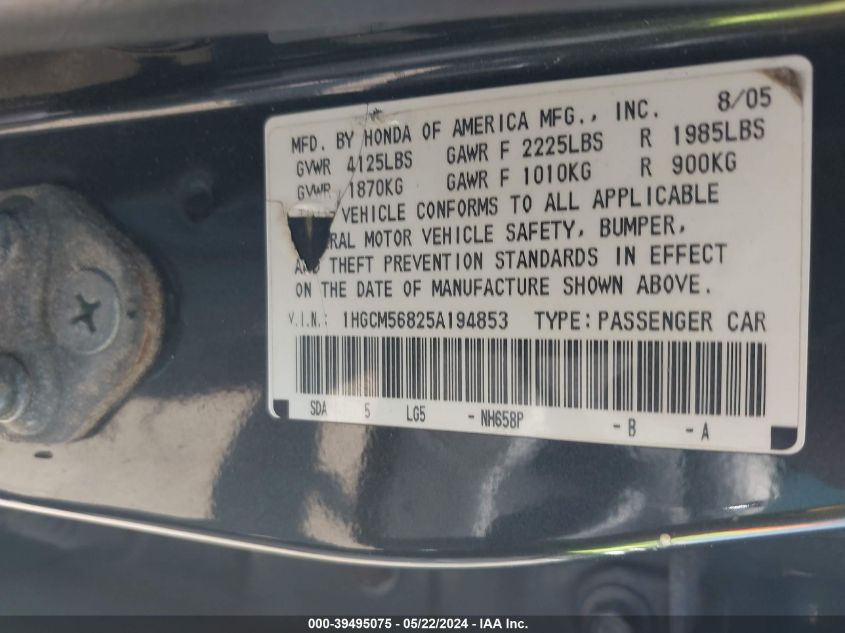 8/05
MFD. BY HONDA OF AMERICA MFG., INC.
GVWR 4125LBS GAWR F 2225LBS R 1985LBS
GVWR 1870KG GAWR F 1010KG R 900KG
VEHICLE CONFORMS TO ALL APPLICABLE
RAL MOTOR VEHICLE SAFETY, BUMPER,
AND THEFT PREVENTION STANDARDS IN EFFECT
ON THE DATE OF MANUFACTURE SHOWN ABOVE.
V.I.N.: 1HGCM56825A194853 TYPE: PASSENGER CAR
SDA 5 LG5 - NH658P - B - A
000-39495075 - 05/22/2024 - IAA Inc.